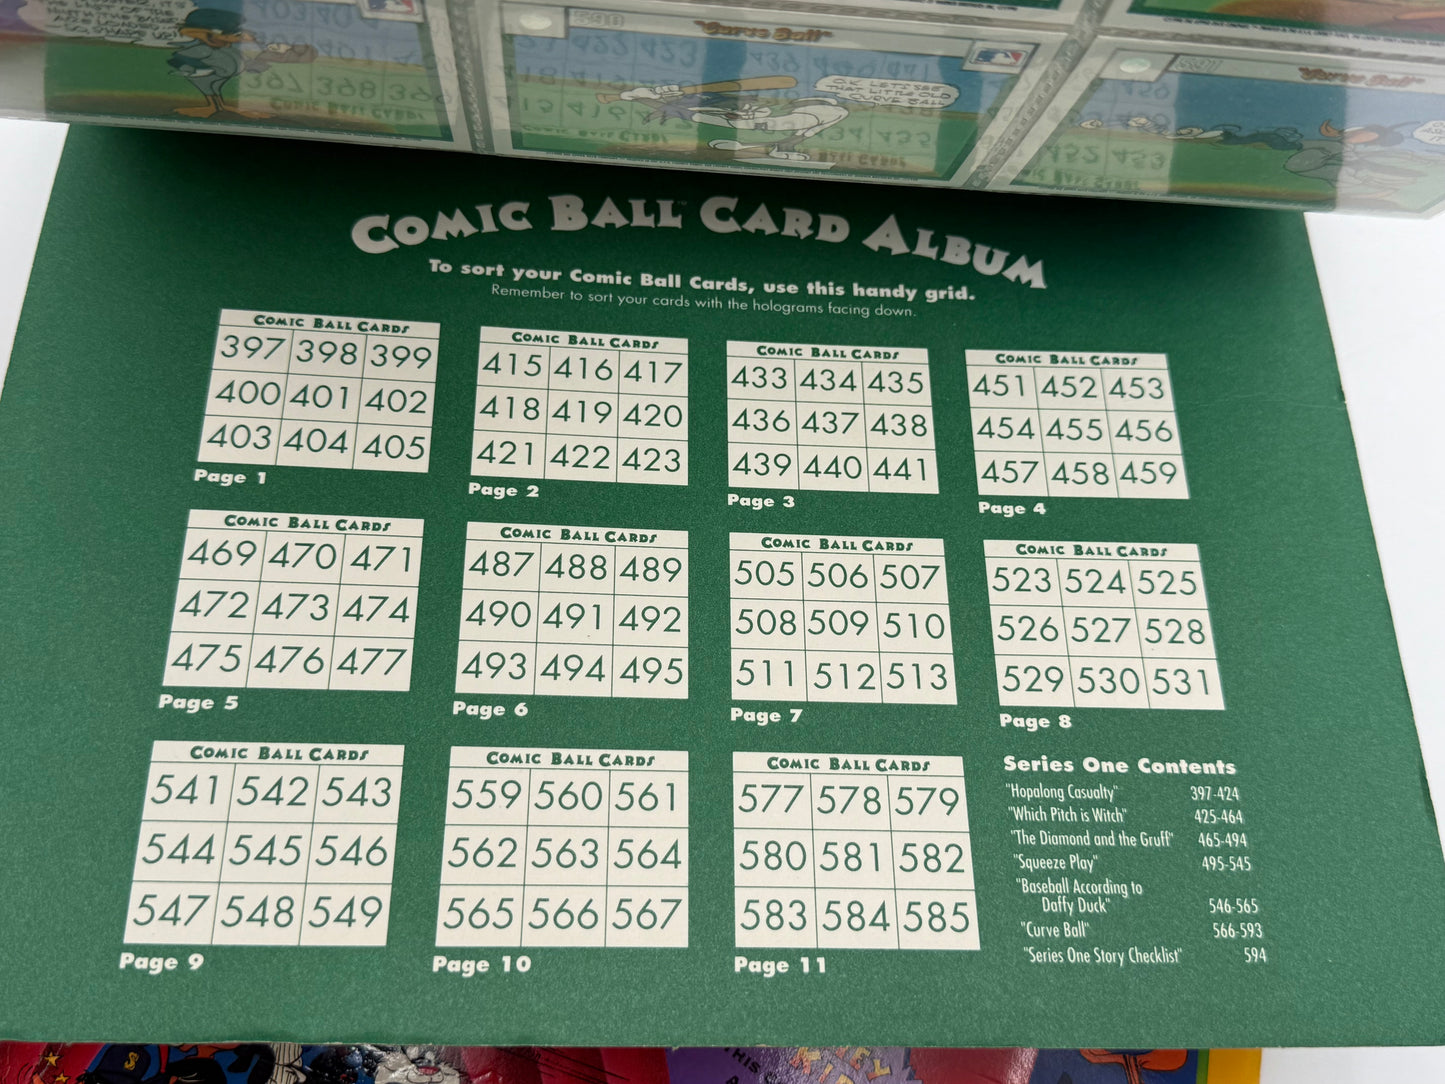 590
"Curve Ball"
O.K. LET'S SEE
THAT LITTLE OLD
CURVE BALL
591
"Curve Ball"
COMIC BALL™ CARD ALBUM
To sort your Comic Ball Cards, use this handy grid.
Remember to sort your cards with the holograms facing down.
COMIC BALL CARDS
397 398 399
400 401 402
403 404 405
Page 1
COMIC BALL CARDS
415 416 417
418 419 420
421 422 423
Page 2
COMIC BALL CARDS
433 434 435
436 437 438
439 440 441
Page 3
COMIC BALL CARDS
451 452 453
454 455 456
457 458 459
Page 4
COMIC BALL CARDS
469 470 471
472 473 474
475 476 477
Page 5
COMIC BALL CARDS
487 488 489
490 491 492
493 494 495
Page 6
COMIC BALL CARDS
505 506 507
508 509 510
511 512 513
Page 7
COMIC BALL CARDS
523 524 525
526 527 528
529 530 531
Page 8
COMIC BALL CARDS
541 542 543
544 545 546
547 548 549
Page 9
COMIC BALL CARDS
559 560 561
562 563 564
565 566 567
Page 10
COMIC BALL CARDS
577 578 579
580 581 582
583 584 585
Page 11
Series One Contents
"Hopalong Casualty" 397-424
"Which Pitch is Witch" 425-464
"The Diamond and the Gruff" 465-494
"Squeeze Play" 495-545
"Baseball According to
Daffy Duck" 546-565
"Curve Ball" 566-593
"Series One Story Checklist" 594